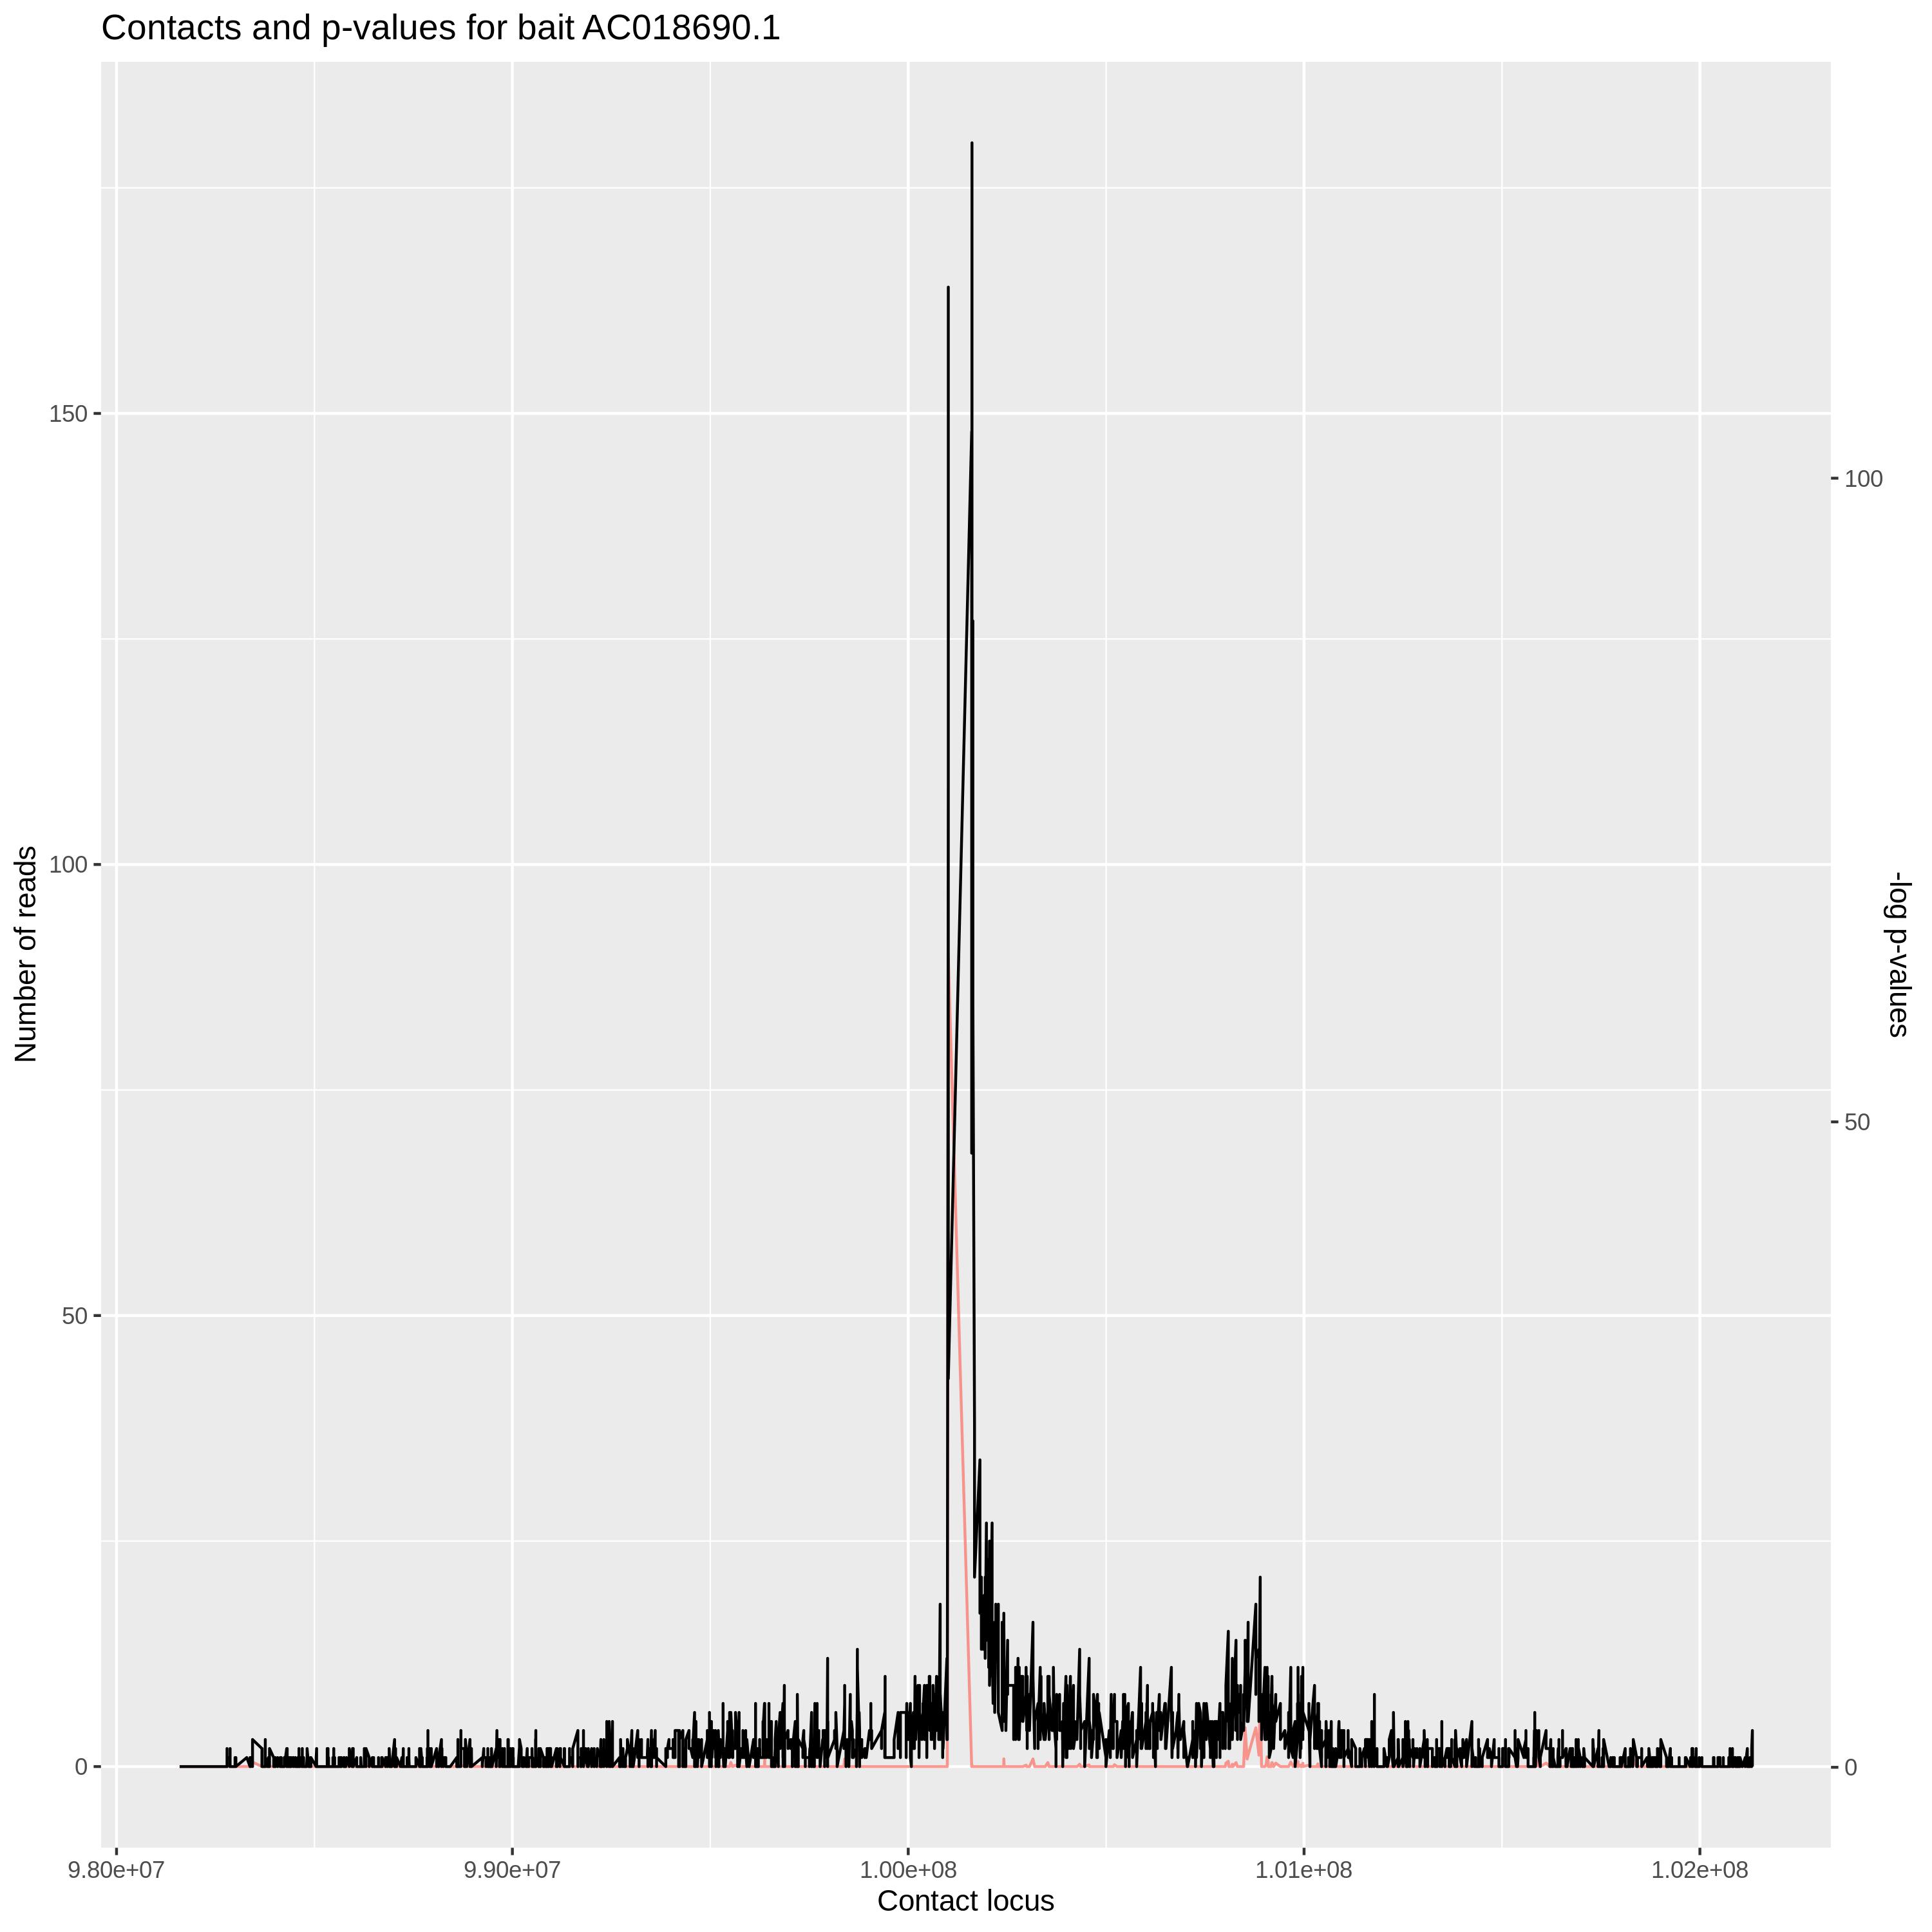 Contacts and p-values for bait AC018690.1
150
100
50
0
Number of reads
100
50
0
-log p-values
9.80e+07
9.90e+07
1.00e+08
1.01e+08
1.02e+08
Contact locus